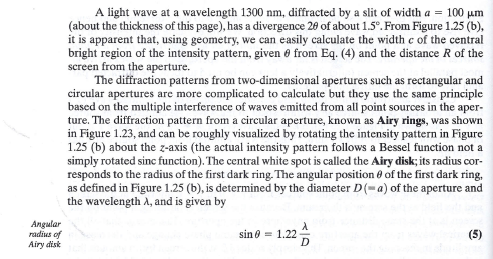 A light wave at a wavelength 1300 nm, diffracted by a slit of width a = 100 μm
(about the thickness of this page), has a divergence 2θ of about 1.5°. From Figure 1.25 (b),
it is apparent that, using geometry, we can easily calculate the width c of the central
bright region of the intensity pattern, given θ from Eq. (4) and the distance R of the
screen from the aperture.
The diffraction patterns from two-dimensional apertures such as rectangular and
circular apertures are more complicated to calculate but they use the same principle
based on the multiple interference of waves emitted from all point sources in the aper-
ture. The diffraction pattern from a circular aperture, known as Airy rings, was shown
in Figure 1.23, and can be roughly visualized by rotating the intensity pattern in Figure
1.25 (b) about the z-axis (the actual intensity pattern follows a Bessel function not a
simply rotated sinc function). The central white spot is called the Airy disk; its radius cor-
responds to the radius of the first dark ring. The angular position θ of the first dark ring,
as defined in Figure 1.25 (b), is determined by the diameter D (= a) of the aperture and
the wavelength λ, and is given by
Angular
radius of
Airy disk
sin θ = 1.22 λ/D (5)